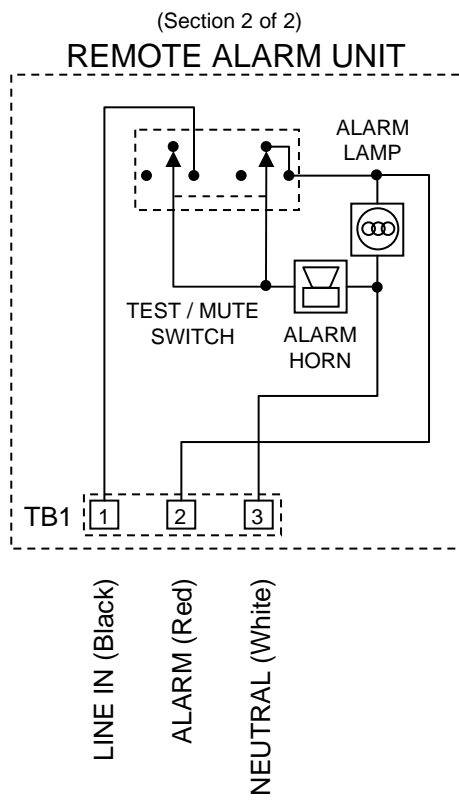 (Section 2 of 2)
REMOTE ALARM UNIT
ALARM
LAMP
TEST / MUTE
SWITCH
ALARM
HORN
TB1
1
2
3
LINE IN (Black)
ALARM (Red)
NEUTRAL (White)